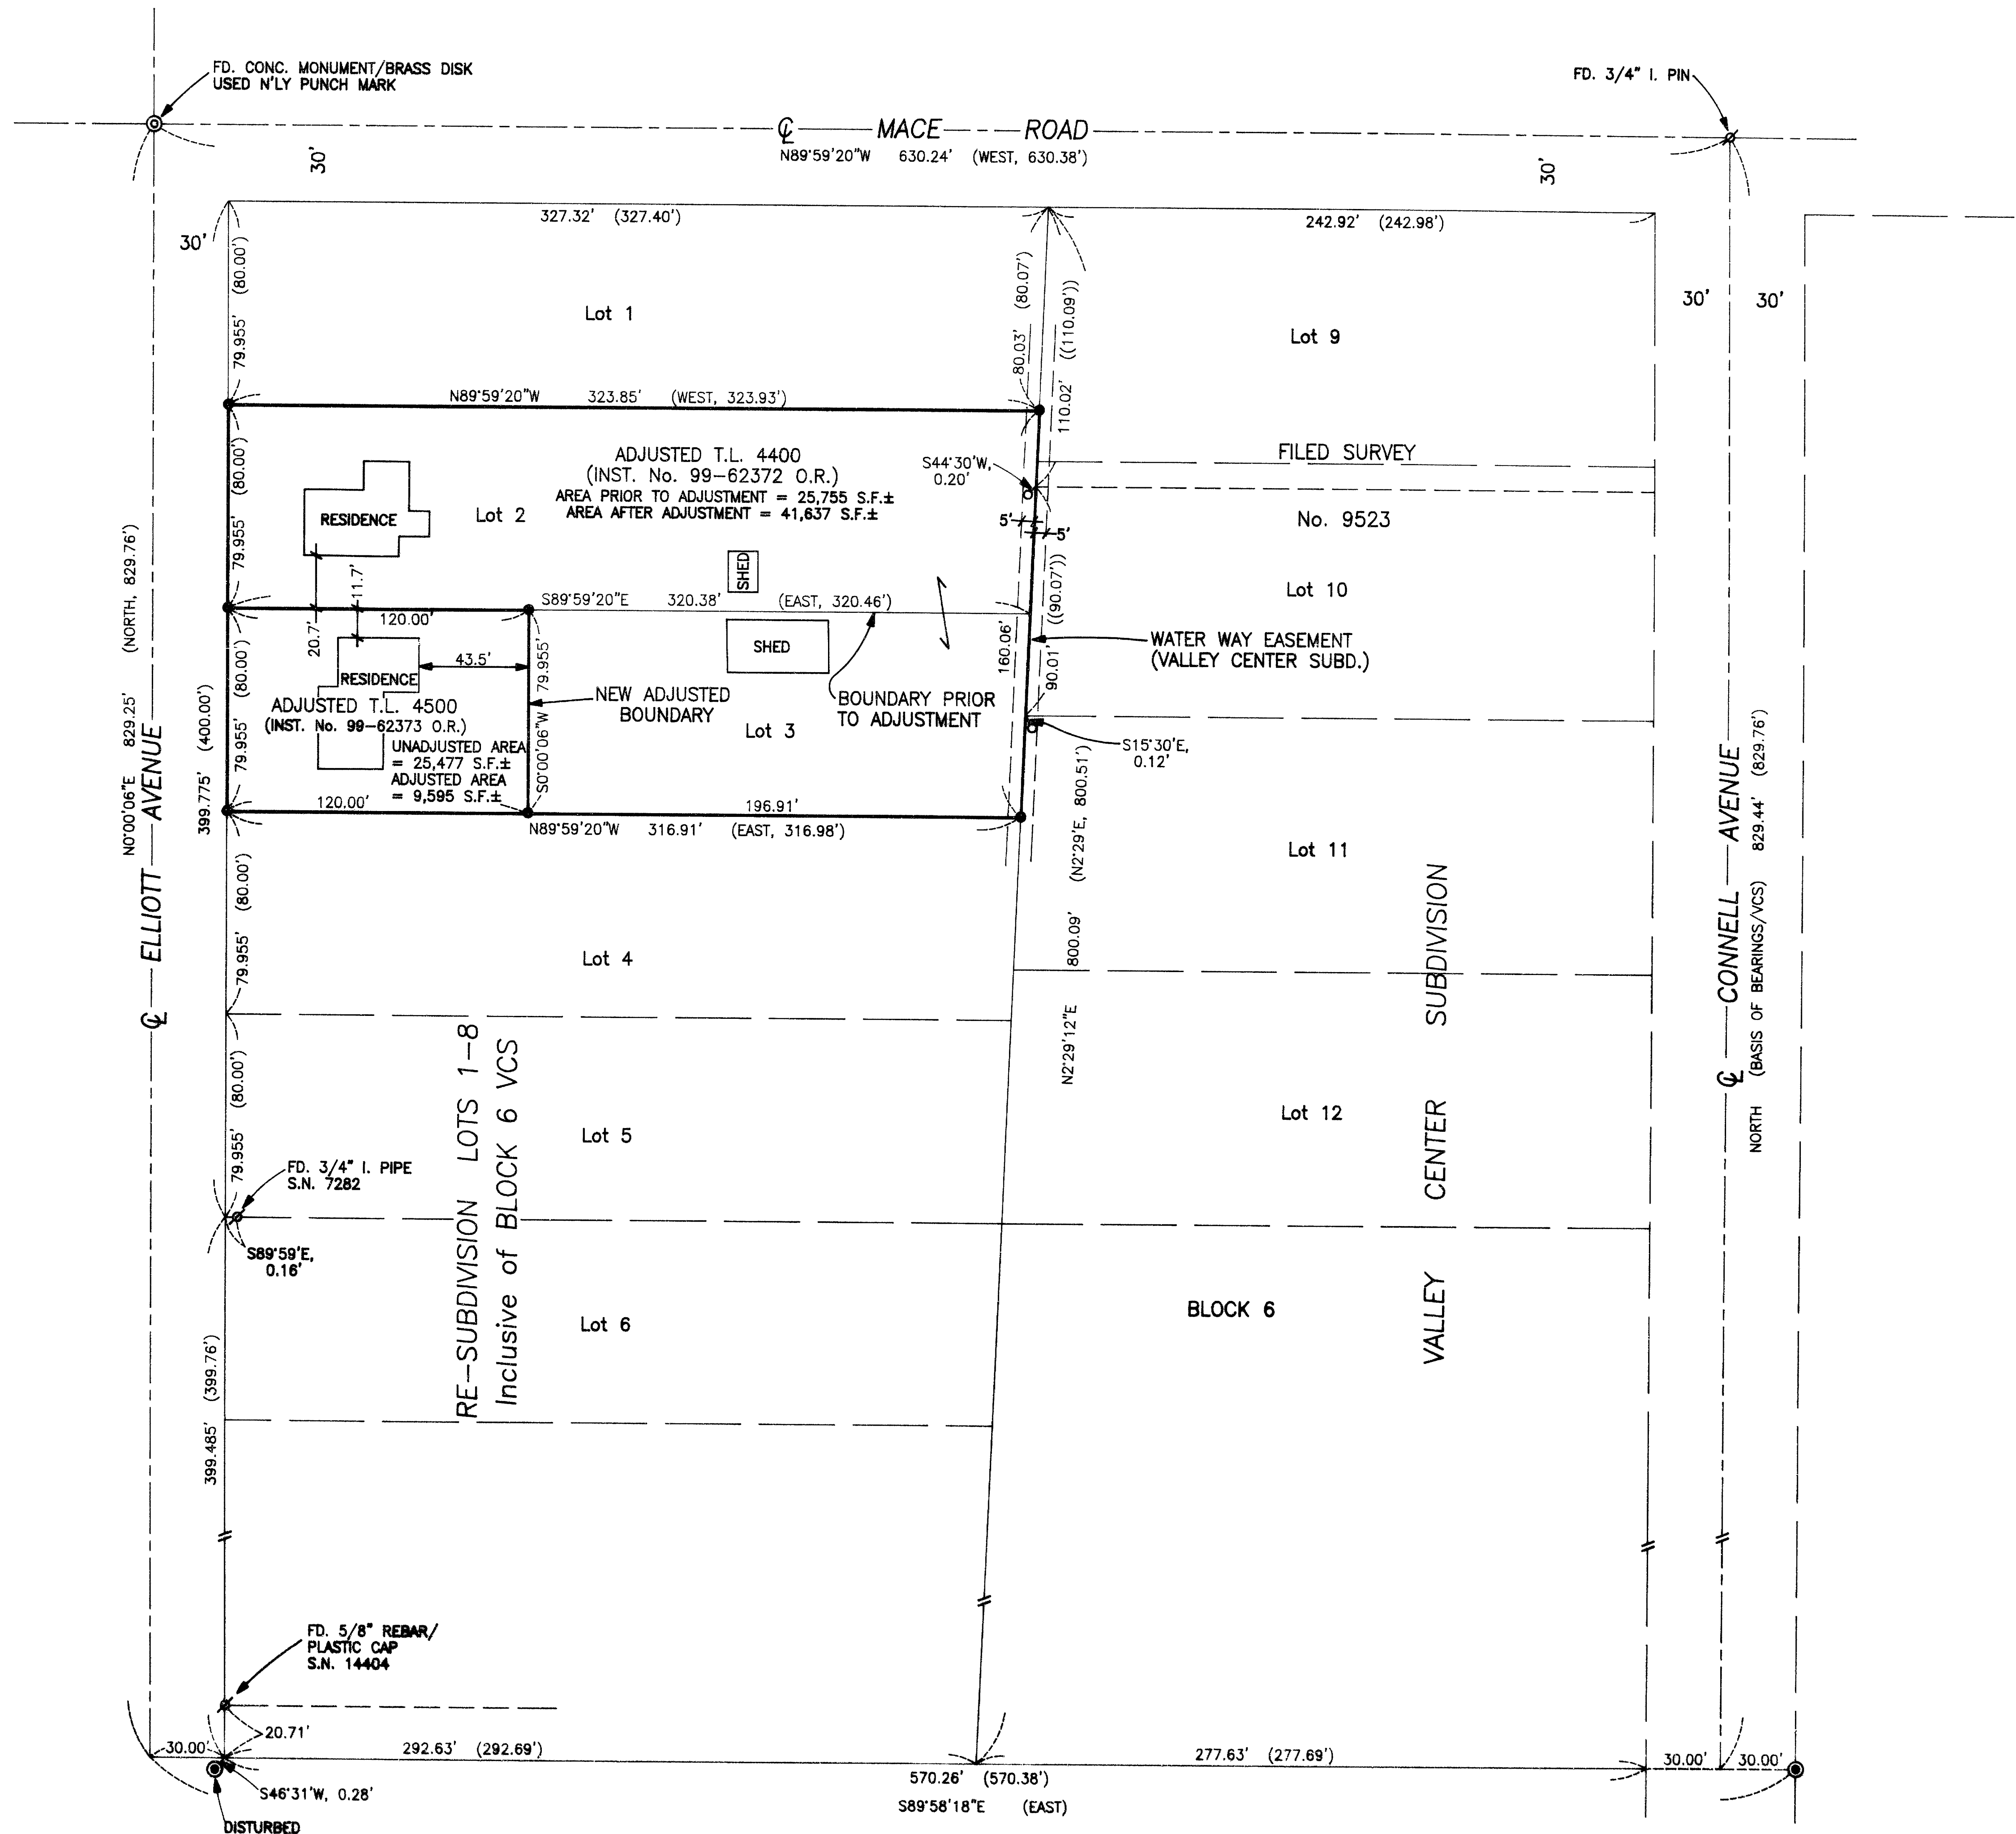 FD. CONC. MONUMENT/BRASS DISK
USED N'LY PUNCH MARK
FD. 3/4" I. PIN
℄ MACE ROAD
N89°59'20"W 630.24' (WEST, 630.38')
30'
30'
327.32' (327.40')
242.92' (242.98')
30'
30'
30'
79.955' (80.00')
80.03' (80.07')
110.02' ((110.09'))
Lot 1
Lot 9
N89°59'20"W 323.85' (WEST, 323.93')
79.955' (80.00')
ADJUSTED T.L. 4400
(INST. No. 99-62372 O.R.)
AREA PRIOR TO ADJUSTMENT = 25,755 S.F.±
AREA AFTER ADJUSTMENT = 41,637 S.F.±
S44°30'W,
0.20'
FILED SURVEY
No. 9523
RESIDENCE
Lot 2
5'
5'
SHED
11.7'
20.7'
120.00'
S89°59'20"E 320.38' (EAST, 320.46')
90.01' ((90.07'))
Lot 10
160.06'
WATER WAY EASEMENT
(VALLEY CENTER SUBD.)
SHED
43.5'
RESIDENCE
79.955' (80.00')
ADJUSTED T.L. 4500
(INST. No. 99-62373 O.R.)
UNADJUSTED AREA
= 25,477 S.F.±
ADJUSTED AREA
= 9,595 S.F.±
S0°00'06"W 79.955'
NEW ADJUSTED
BOUNDARY
BOUNDARY PRIOR
TO ADJUSTMENT
Lot 3
S15°30'E,
0.12'
120.00'
196.91'
N89°59'20"W 316.91' (EAST, 316.98')
N0°00'06"E 829.25' (NORTH, 829.76')
℄ ELLIOTT AVENUE
399.775' (400.00')
79.955' (80.00')
Lot 4
Lot 11
N2°29'12"E 800.09' (N2°29'E, 800.51')
℄ CONNELL AVENUE
NORTH (BASIS OF BEARINGS/VCS) 829.44' (829.76')
79.955' (80.00')
Lot 5
Lot 12
RE-SUBDIVISION LOTS 1-8
Inclusive of BLOCK 6 VCS
VALLEY CENTER SUBDIVISION
FD. 3/4" I. PIPE
S.N. 7282
S89°59'E,
0.16'
Lot 6
BLOCK 6
399.485' (399.76')
FD. 5/8" REBAR/
PLASTIC CAP
S.N. 14404
20.71'
30.00'
292.63' (292.69')
277.63' (277.69')
30.00'
30.00'
S46°31'W, 0.28'
570.26' (570.38')
S89°58'18"E (EAST)
DISTURBED